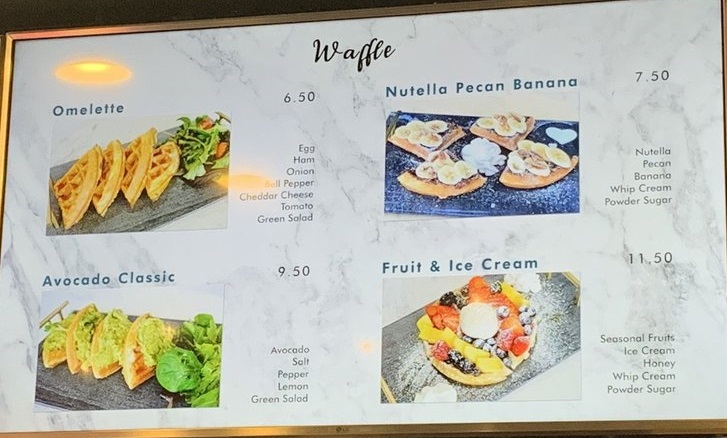 Waffle
Omelette
6.50
Egg
Ham
Onion
Bell Pepper
Cheddar Cheese
Tomato
Green Salad
Nutella Pecan Banana
7.50
Nutella
Pecan
Banana
Whip Cream
Powder Sugar
Avocado Classic
9.50
Avocado
Salt
Pepper
Lemon
Green Salad
Fruit & Ice Cream
11.50
Seasonal Fruits
Ice Cream
Honey
Whip Cream
Powder Sugar
LG